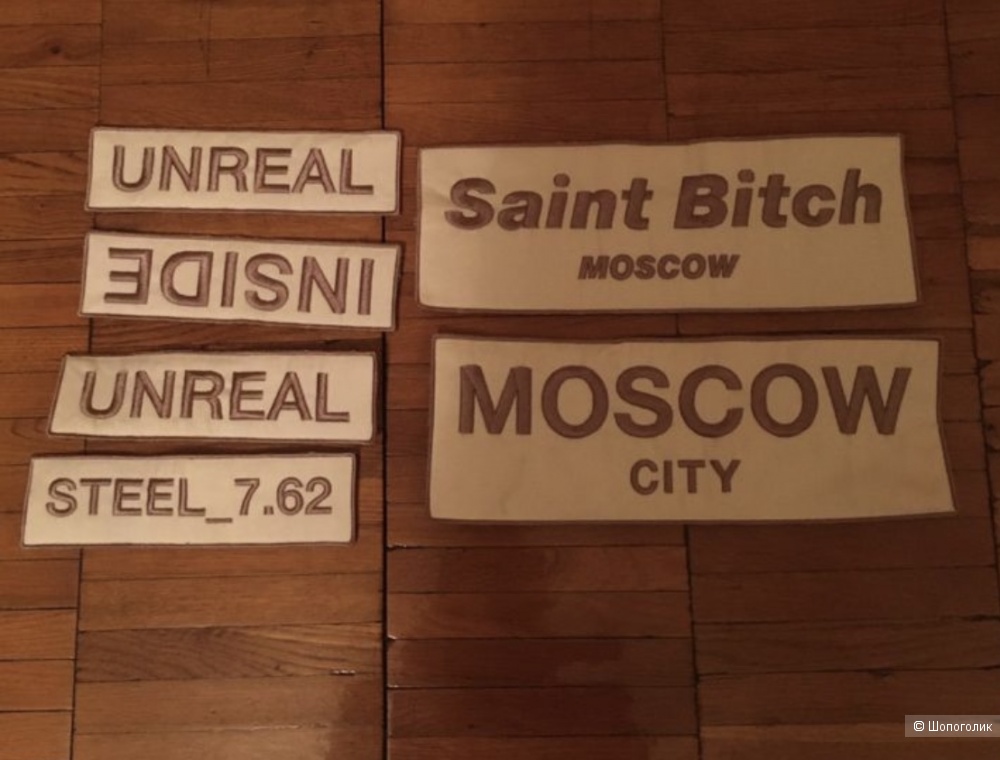 UNREAL
INSIDE
UNREAL
STEEL_7.62
Saint Bitch
MOSCOW
MOSCOW
CITY
© Шопоголик